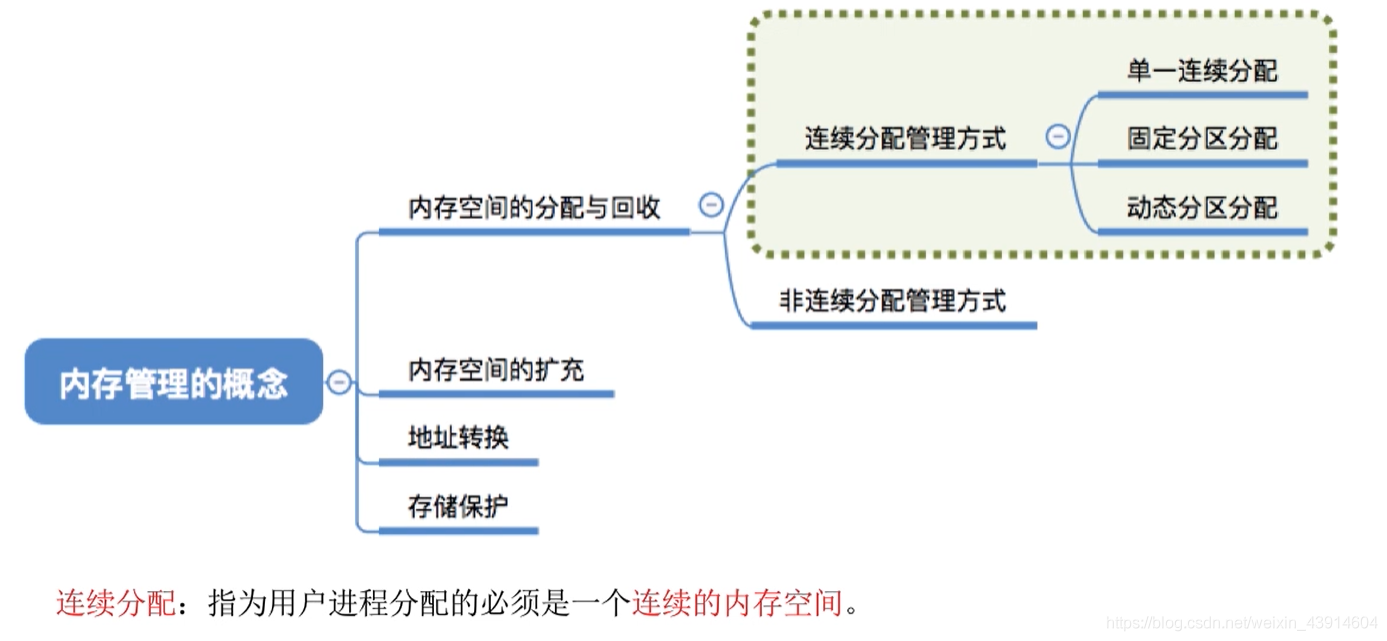 单一连续分配
连续分配管理方式
固定分区分配
内存空间的分配与回收
动态分区分配
非连续分配管理方式
内存管理的概念
内存空间的扩充
地址转换
存储保护
连续分配：指为用户进程分配的必须是一个连续的内存空间。
https://blog.csdn.net/weixin_43914604